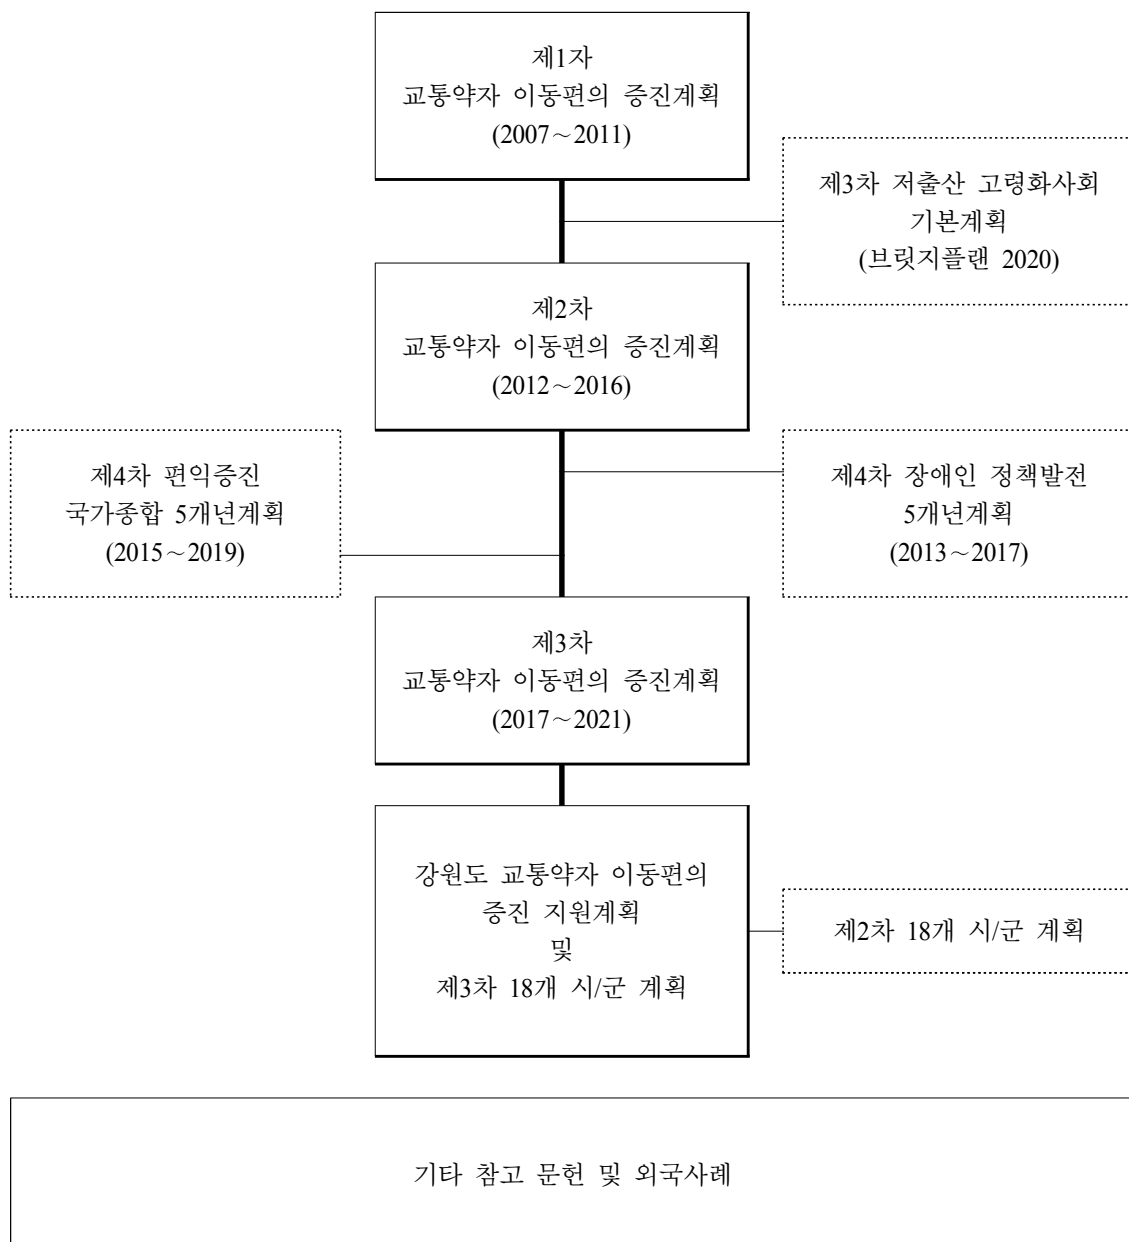 제1자
교통약자 이동편의 증진계획
(2007～2011)
제3차 저출산 고령화사회
기본계획
(브릿지플랜 2020)
제2차
교통약자 이동편의 증진계획
(2012～2016)
제4차 편익증진
국가종합 5개년계획
(2015～2019)
제4차 장애인 정책발전
5개년계획
(2013～2017)
제3차
교통약자 이동편의 증진계획
(2017～2021)
강원도 교통약자 이동편의
증진 지원계획
및
제3차 18개 시/군 계획
제2차 18개 시/군 계획
기타 참고 문헌 및 외국사례